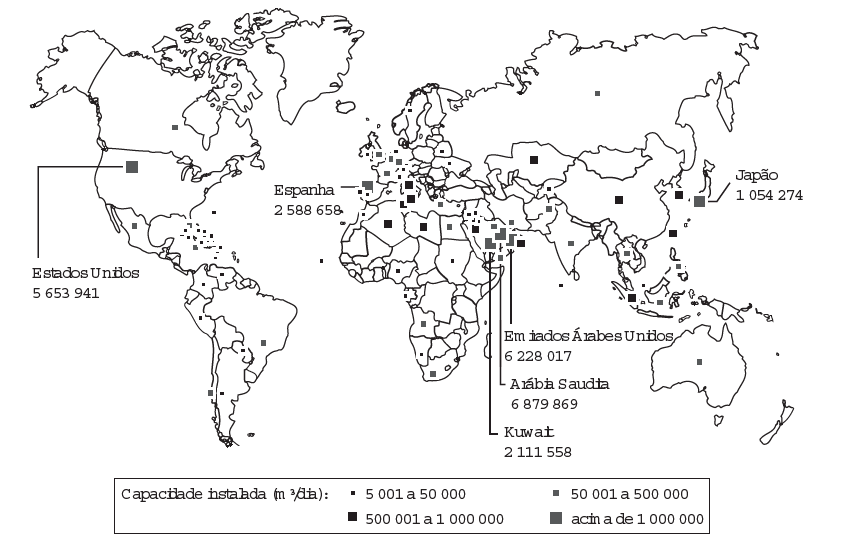 Japão
1 054 274
Espanha
2 588 658
Estados Unidos
5 653 941
Emirados Árabes Unidos
6 228 017
Arábia Saudita
6 879 869
Kuwait
2 111 558
Capacidade instalada (m³/dia): 5 001 a 50 000 50 001 a 500 000
500 001 a 1 000 000 acima de 1 000 000